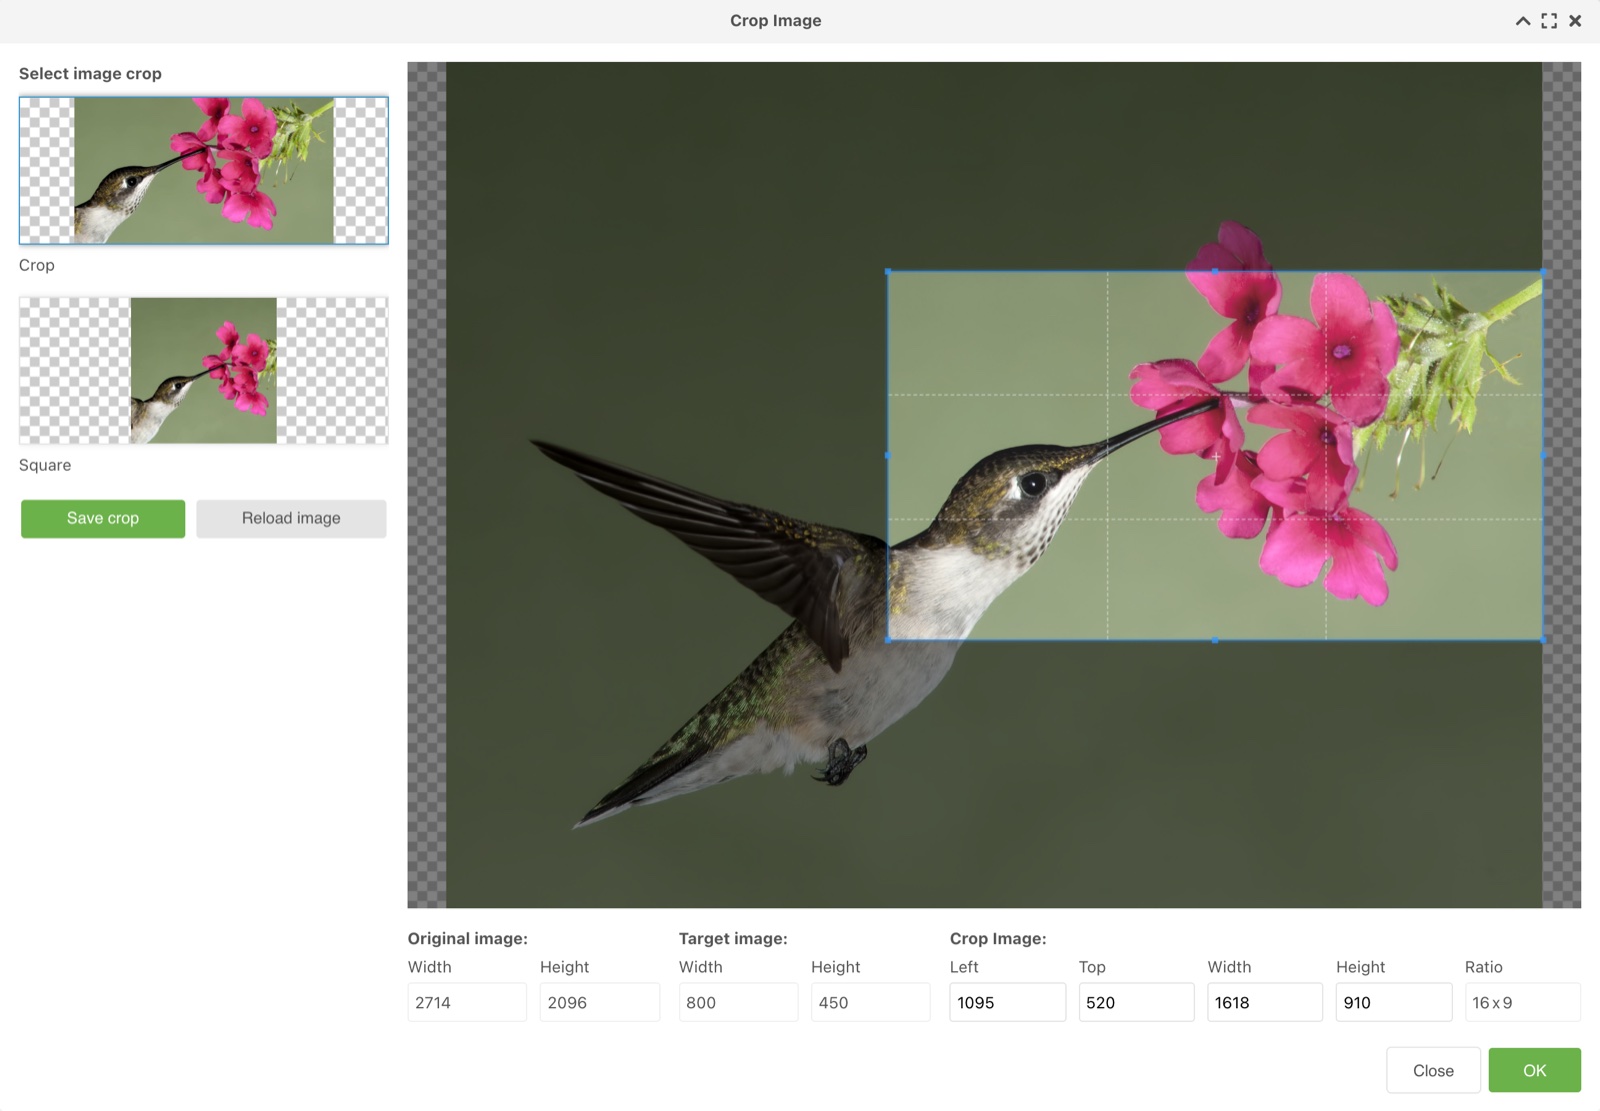 Crop Image
Select image crop
Crop
Square
Save crop
Reload image
Original image:
Target image:
Crop Image:
Width
Height
Width
Height
Left
Top
Width
Height
Ratio
2714
2096
800
450
1095
520
1618
910
16 x 9
Close
OK